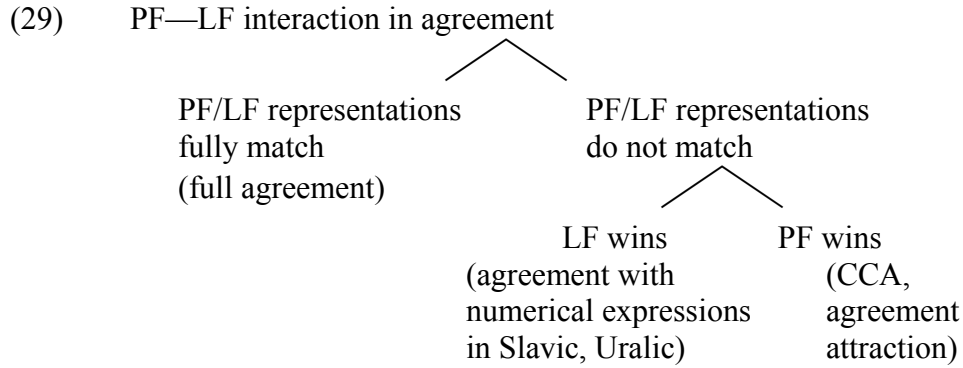 (29) PF—LF interaction in agreement
PF/LF representations
fully match
(full agreement)
PF/LF representations
do not match
LF wins
(agreement with
numerical expressions
in Slavic, Uralic)
PF wins
(CCA,
agreement
attraction)